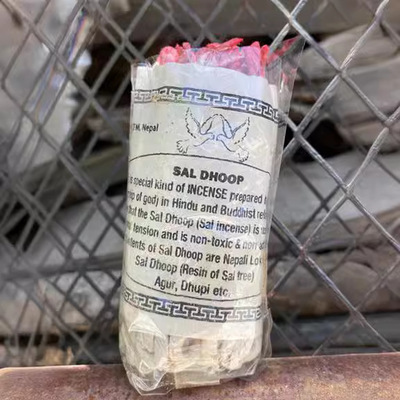 TM, Nepal
SAL DHOOP
special kind of INCENSE prepared
of god) in Hindu and Buddhist
that the Sal Dhoop (Sal Incense) is
tension and is non-toxic & non
of Sal Dhoop are Nepali
Sal Dhoop (Resin of Sal tree)
Agur, Dhupi etc.